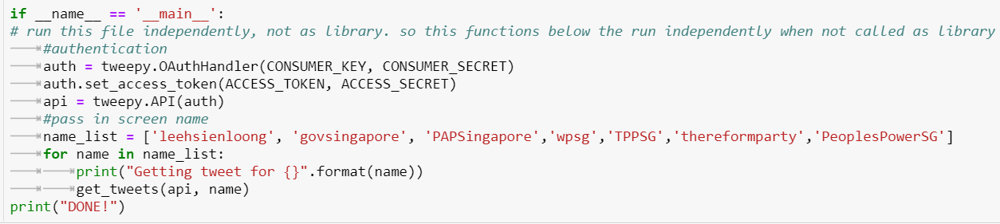 if __name__ == '__main__':
# run this file independently, not as library. so this functions below the run independently when not called as library
    #authentication
    auth = tweepy.OAuthHandler(CONSUMER_KEY, CONSUMER_SECRET)
    auth.set_access_token(ACCESS_TOKEN, ACCESS_SECRET)
    api = tweepy.API(auth)
    #pass in screen name
    name_list = ['leehsienloong', 'govsingapore', 'PAPSingapore','wpsg','TPPSG','thereformparty','PeoplesPowerSG']
    for name in name_list:
        print("Getting tweet for {}".format(name))
        get_tweets(api, name)
print("DONE!")